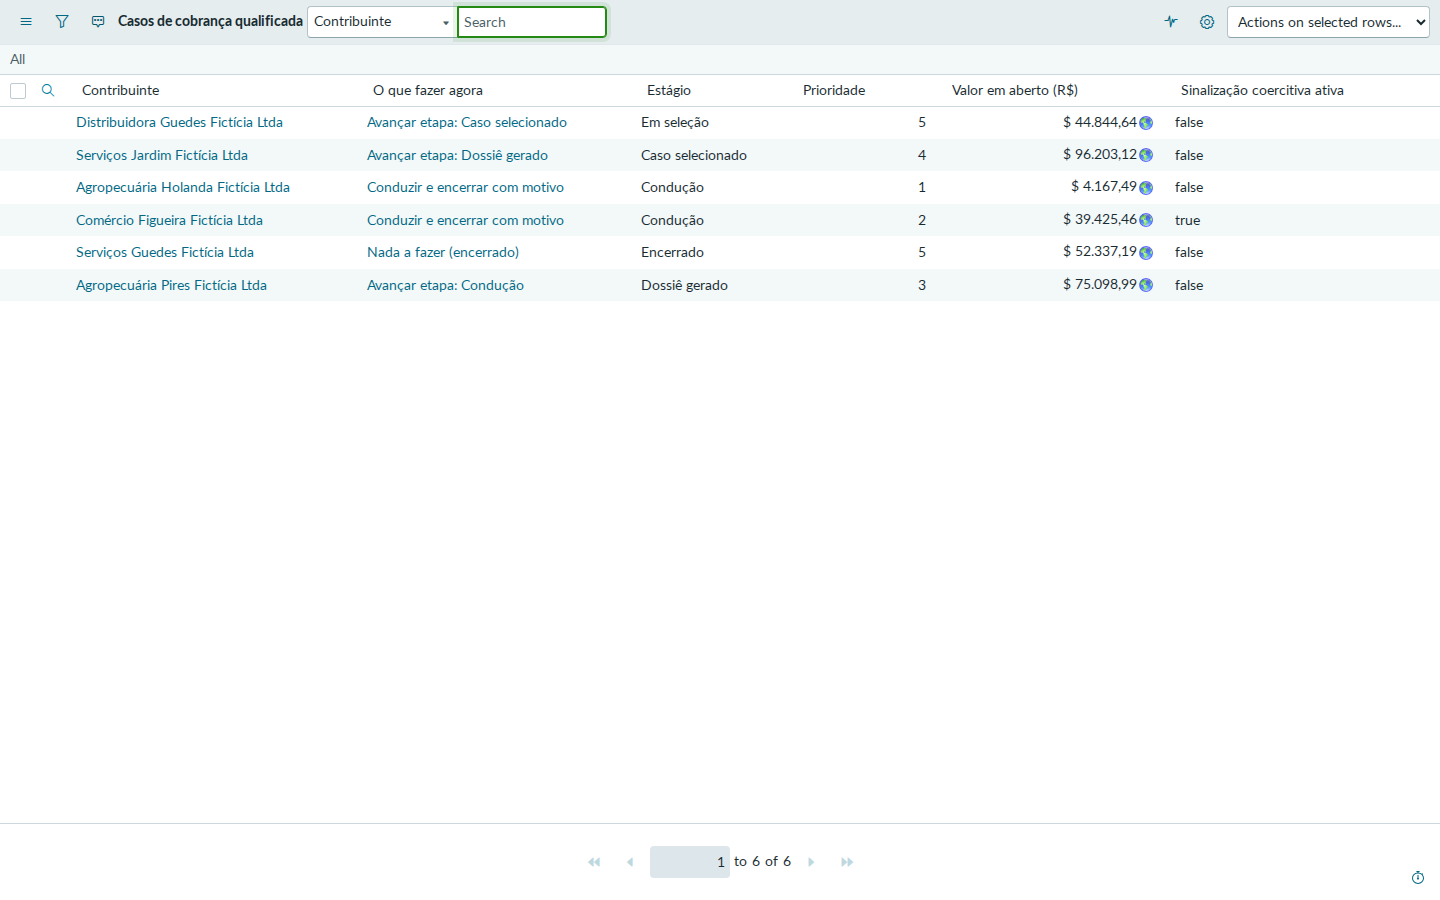 Casos de cobrança qualificada Contribuinte Search Actions on selected rows...
All
Contribuinte O que fazer agora Estágio Prioridade Valor em aberto (R$) Sinalização coercitiva ativa
Distribuidora Guedes Fictícia Ltda Avançar etapa: Caso selecionado Em seleção 5 $ 44.844,64 false
Serviços Jardim Fictícia Ltda Avançar etapa: Dossiê gerado Caso selecionado 4 $ 96.203,12 false
Agropecuária Holanda Fictícia Ltda Conduzir e encerrar com motivo Condução 1 $ 4.167,49 false
Comércio Figueira Fictícia Ltda Conduzir e encerrar com motivo Condução 2 $ 39.425,46 true
Serviços Guedes Fictícia Ltda Nada a fazer (encerrado) Encerrado 5 $ 52.337,19 false
Agropecuária Pires Fictícia Ltda Avançar etapa: Condução Dossiê gerado 3 $ 75.098,99 false
1 to 6 of 6